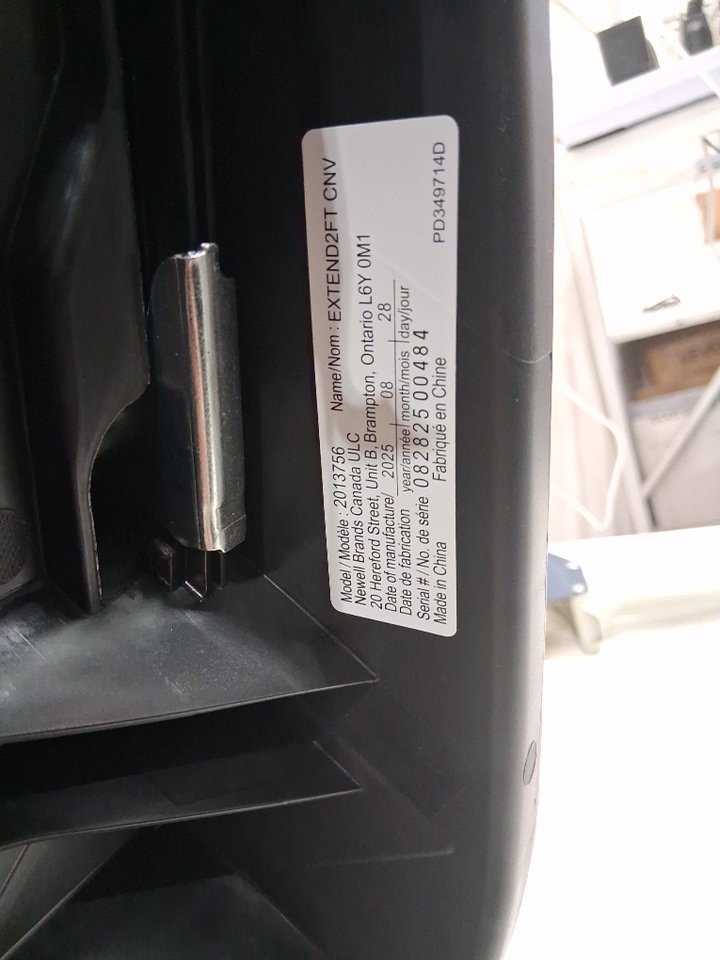 Model / Modèle : 2013756 Name/Nom : EXTEND2FT CNV
Newell Brands Canada ULC
20 Hereford Street, Unit B, Brampton, Ontario L6Y 0M1
Date of manufacture/ 2025 08 28
Date de fabrication year/année month/mois day/jour
Serial # / No. de série 082825 00484
Made in China Fabriqué en Chine
PD349714D